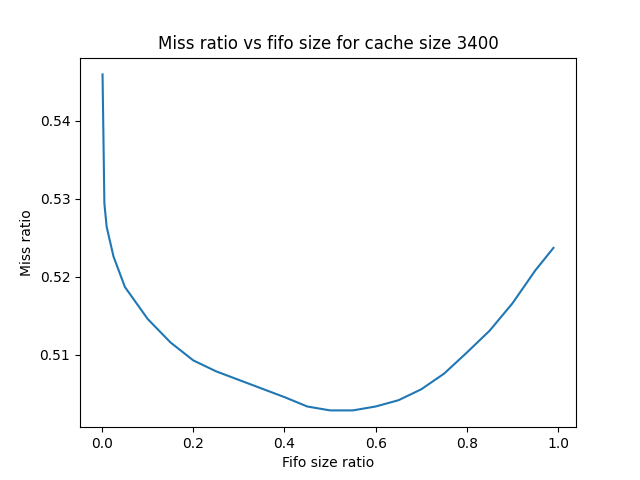 Miss ratio vs fifo size for cache size 3400
0.54
0.53
0.52
0.51
Miss ratio
0.0 0.2 0.4 0.6 0.8 1.0
Fifo size ratio